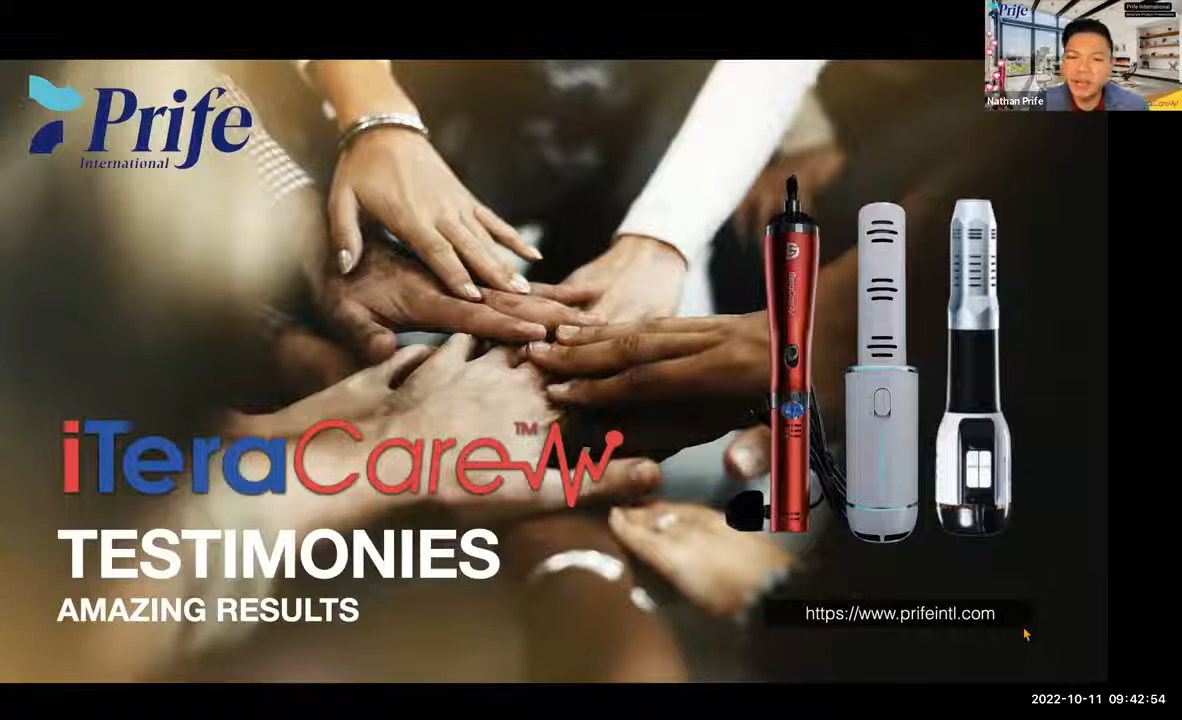 Prife
International
Prife
Prife International
Nathan Prife
iTeraCare™
TESTIMONIES
AMAZING RESULTS
https://www.prifeintl.com
2022-10-11 09:42:54